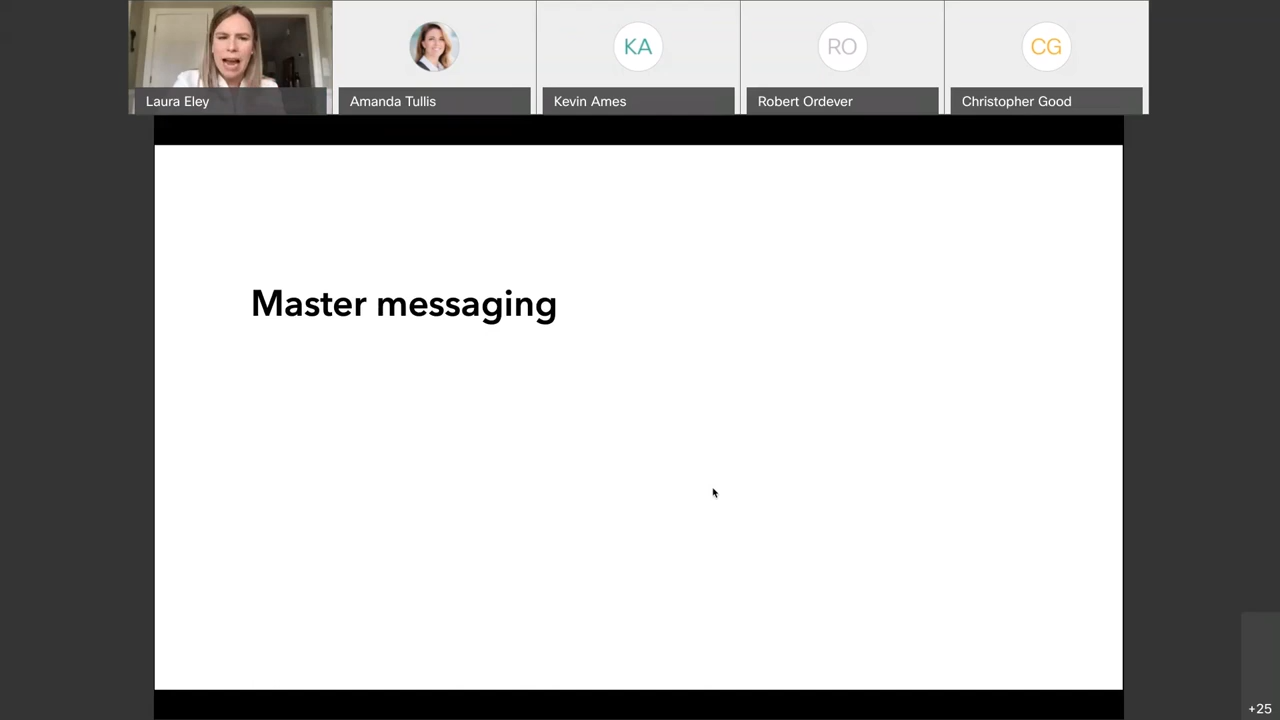 Laura Eley
Amanda Tullis
KA
Kevin Ames
RO
Robert Ordever
CG
Christopher Good
Master messaging
+25